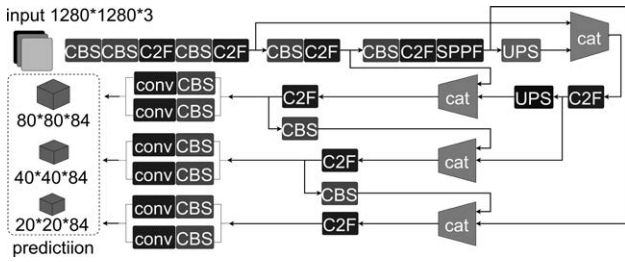 input 1280*1280*3
CBS CBS C2F CBS C2F CBS C2F CBS C2F SPPF UPS cat
conv CBS C2F cat UPS C2F
conv CBS
80*80*84
CBS
conv CBS C2F cat
40*40*84 conv CBS
CBS
conv CBS C2F cat
20*20*84 conv CBS
predictiion